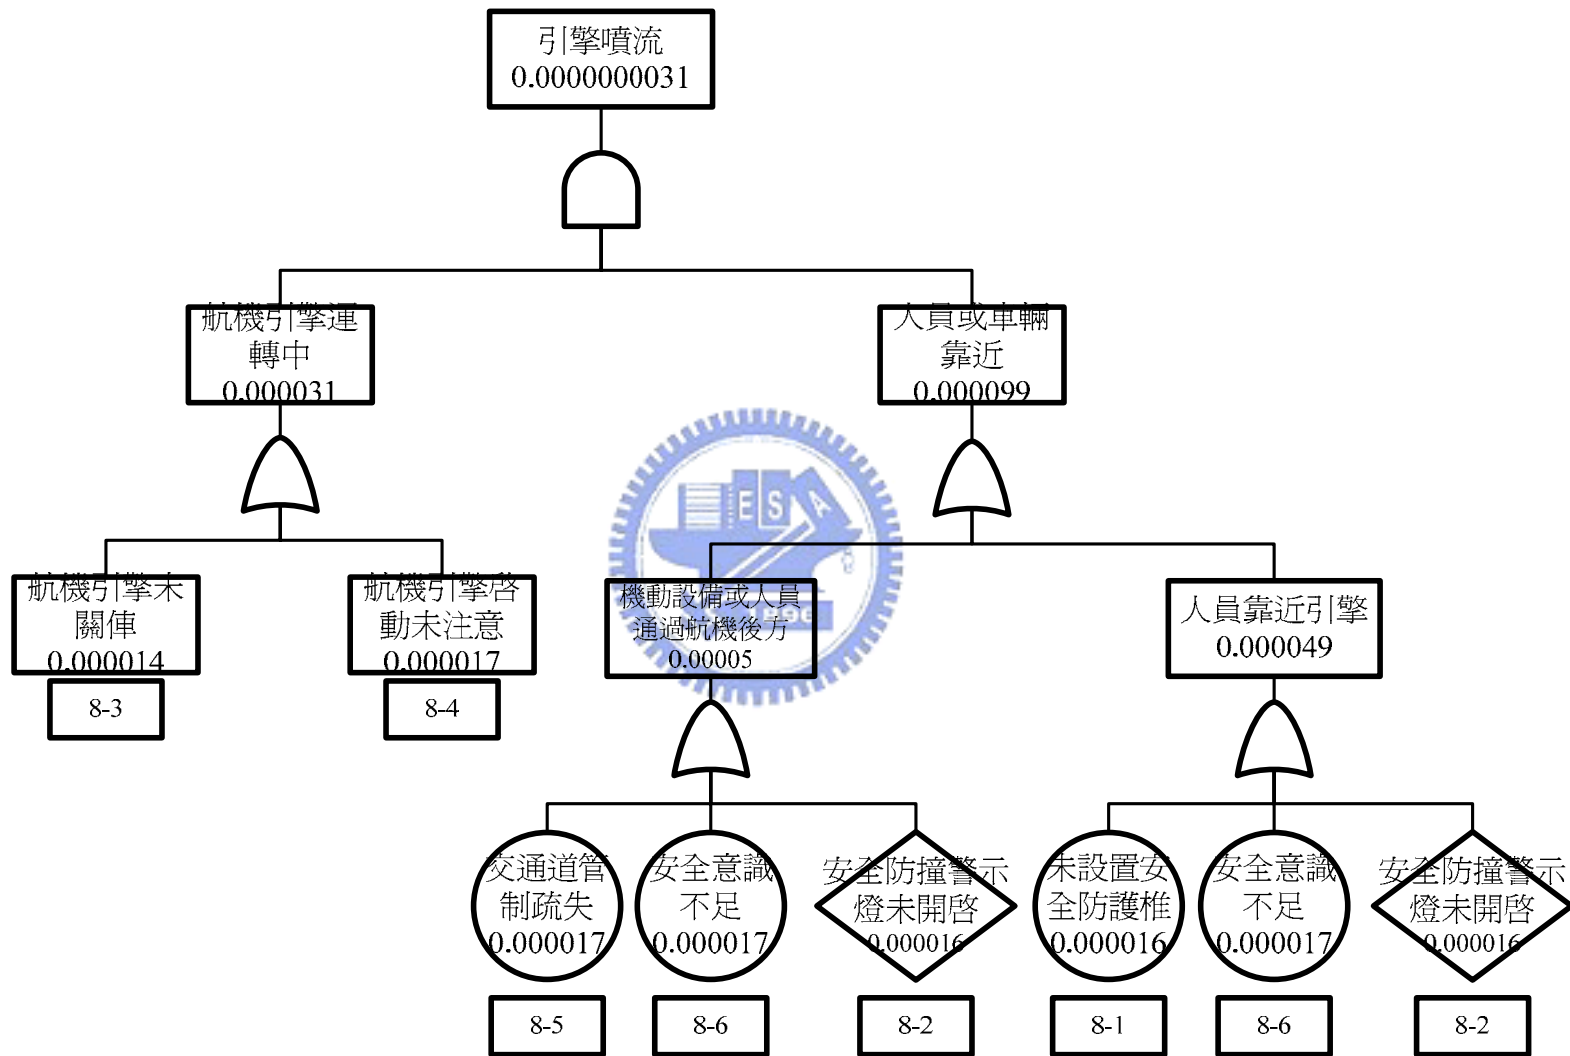 引擎噴流
0.0000000031
航機引擎運
轉中
0.000031
人員或車輛
靠近
0.000099
航機引擎未
關俥
0.000014
8-3
航機引擎啓
動未注意
0.000017
8-4
機動設備或人員
通過航機後方
0.00005
人員靠近引擎
0.000049
ESA
1896
交通道管
制疏失
0.000017
8-5
安全意識
不足
0.000017
8-6
安全防撞警示
燈未開啓
0.000016
8-2
未設置安
全防護椎
0.000016
8-1
安全意識
不足
0.000017
8-6
安全防撞警示
燈未開啓
0.000016
8-2